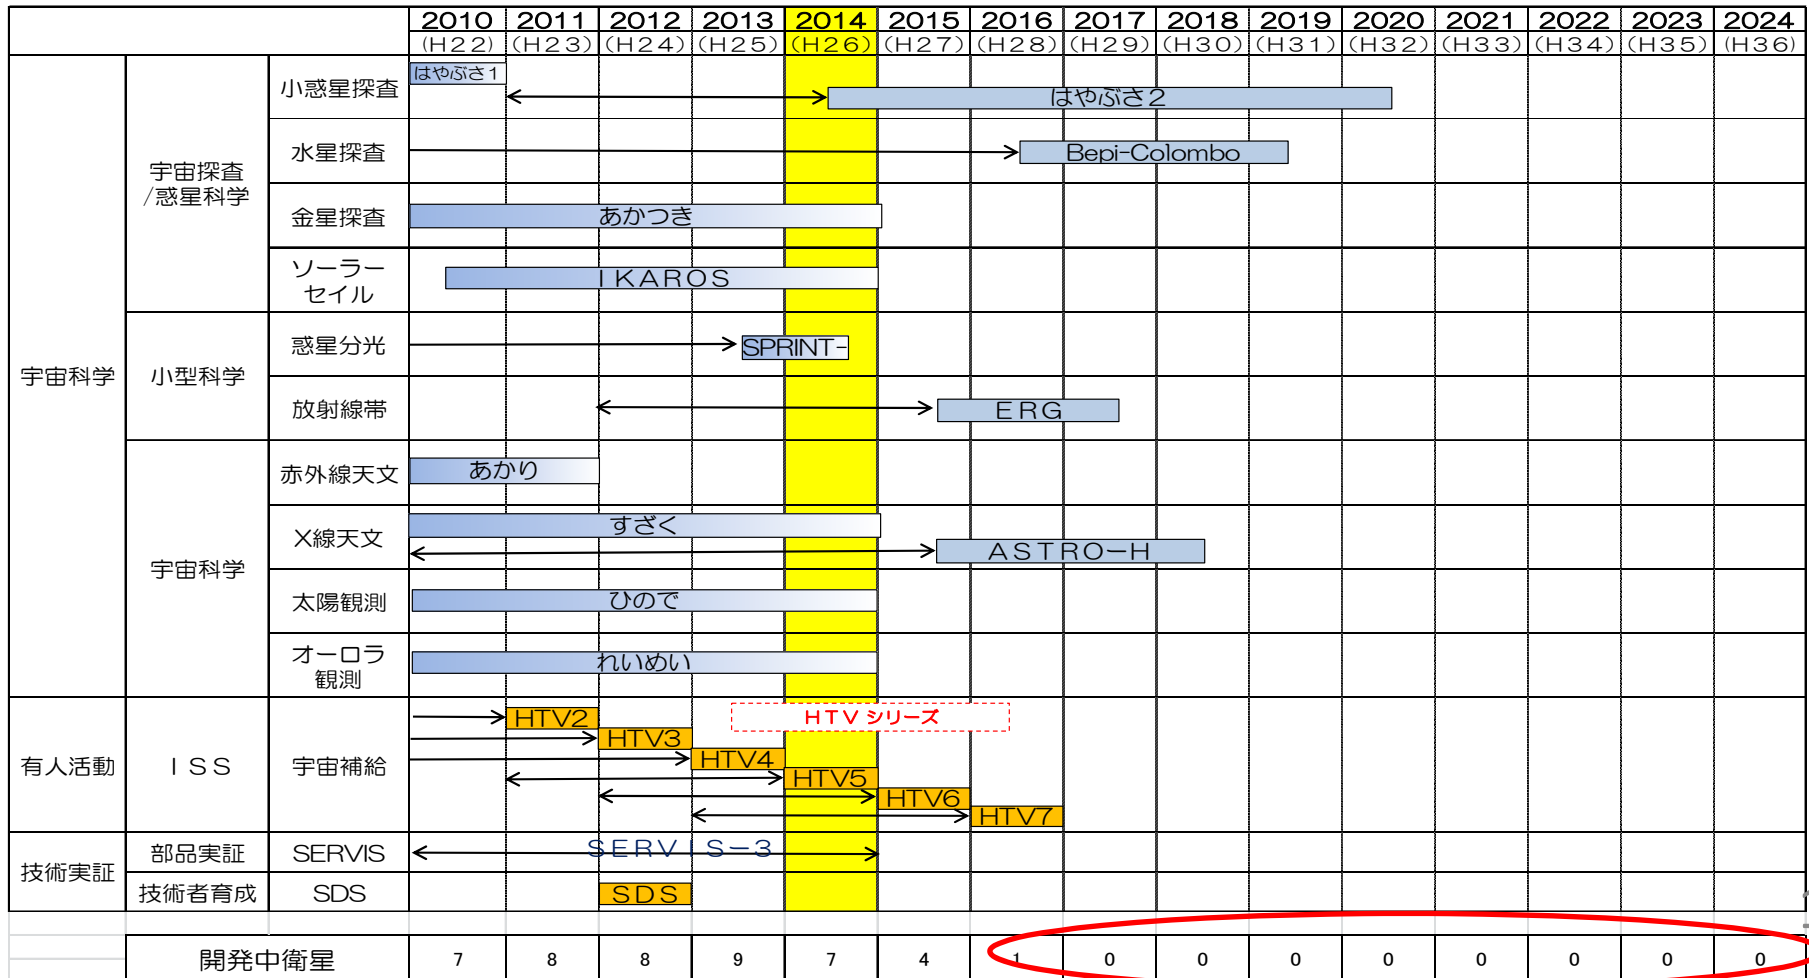 2010 2011 2012 2013 2014 2015 2016 2017 2018 2019 2020 2021 2022 2023 2024
(H22) (H23) (H24) (H25) (H26) (H27) (H28) (H29) (H30) (H31) (H32) (H33) (H34) (H35) (H36)
宇宙科学
宇宙探査
/惑星科学
小惑星探査
はやぶさ1
はやぶさ2
水星探査
Bepi-Colombo
金星探査
あかつき
ソーラー
セイル
IKAROS
小型科学
惑星分光
SPRINT-
放射線帯
ERG
宇宙科学
赤外線天文
あかり
X線天文
すざく
ASTRO-H
太陽観測
ひので
オーロラ
観測
れいめい
有人活動
ISS
宇宙補給
HTV2
HTVシリーズ
HTV3
HTV4
HTV5
HTV6
HTV7
技術実証
部品実証
SERVIS
SERVIS-3
技術者育成
SDS
SDS
開発中衛星 7 8 8 9 7 4 1 0 0 0 0 0 0 0 0